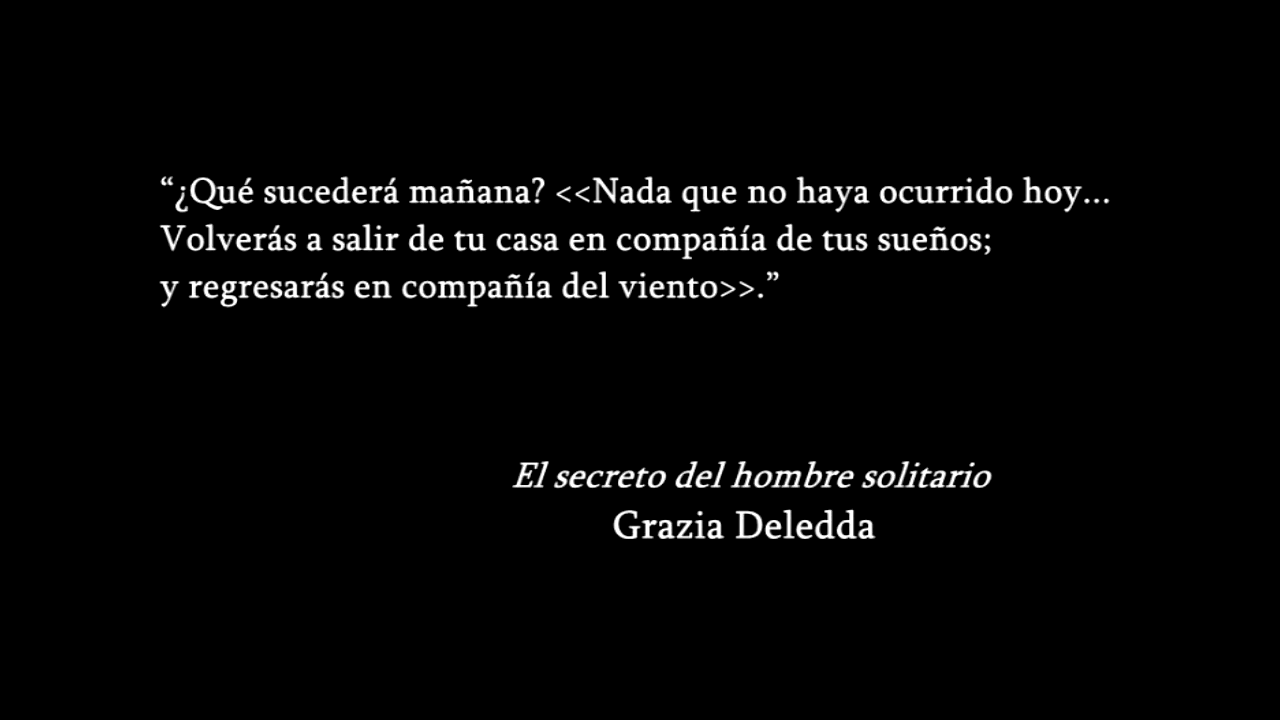 “¿Qué sucederá mañana? <<Nada que no haya ocurrido hoy...
Volverás a salir de tu casa en compañía de tus sueños;
y regresarás en compañía del viento>>.”
El secreto del hombre solitario
Grazia Deledda